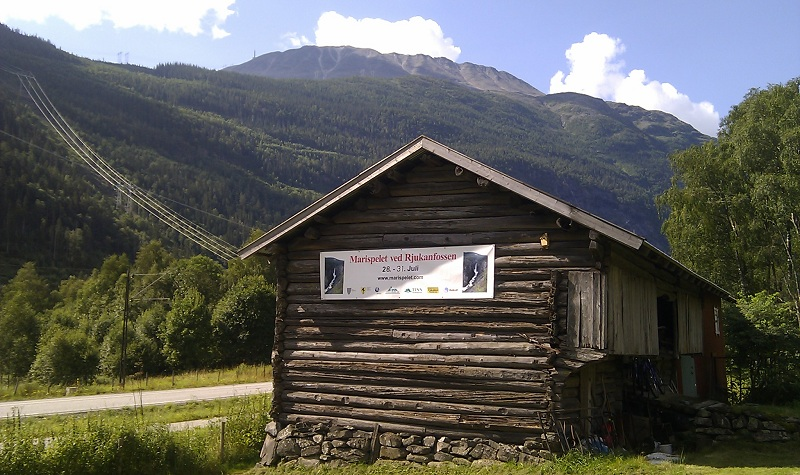 Marispelet ved Rjukanfossen
28. - 31. Juli
www.marispelet.com